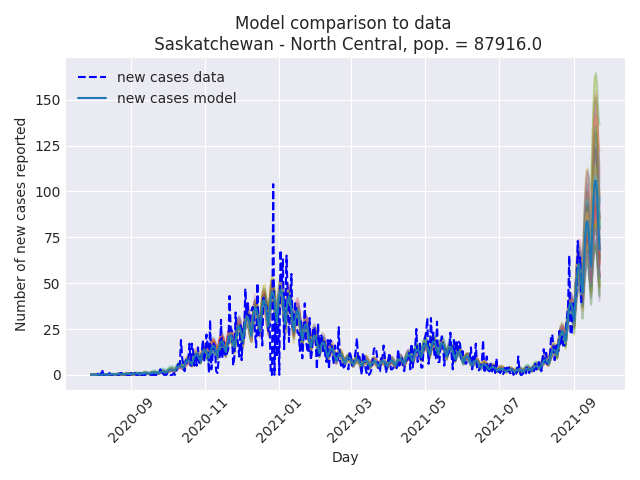 Model comparison to data
Saskatchewan - North Central, pop. = 87916.0
new cases data
new cases model
Number of new cases reported
150
125
100
75
50
25
0
2020-09
2020-11
2021-01
2021-03
2021-05
2021-07
2021-09
Day